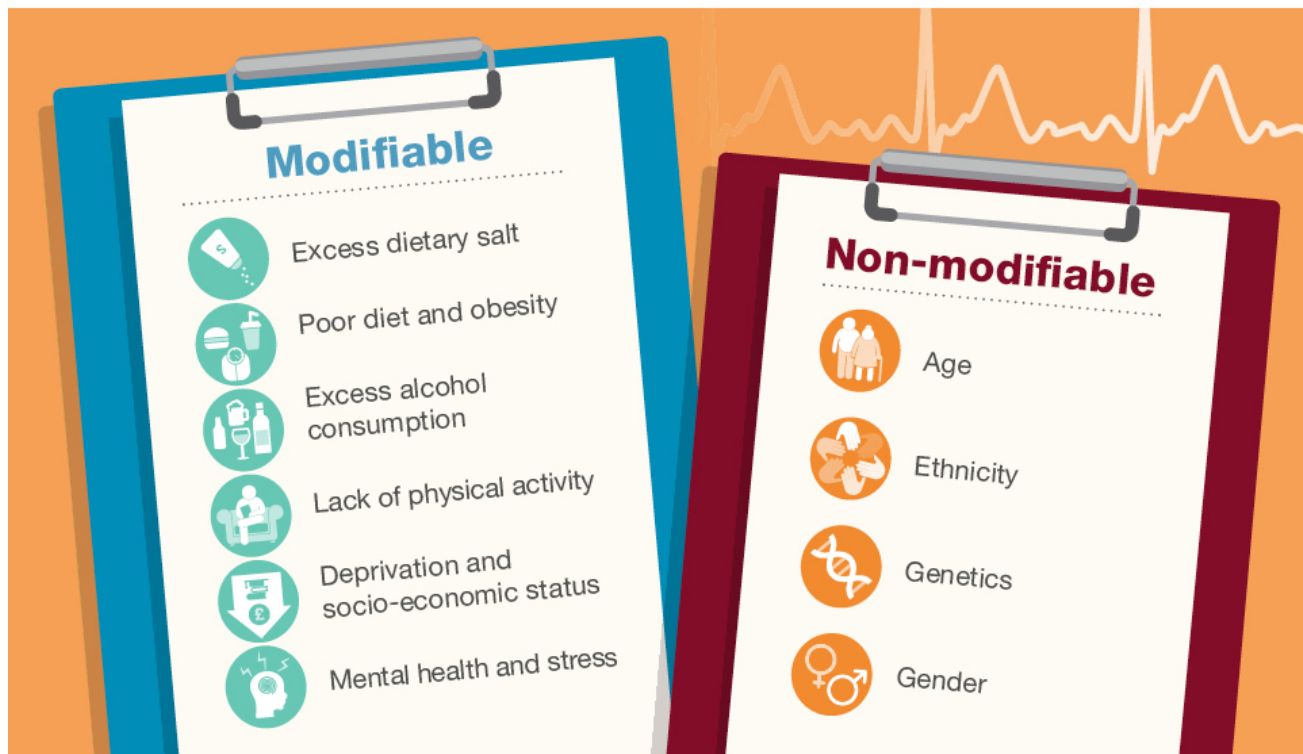 Modifiable
Excess dietary salt
Poor diet and obesity
Excess alcohol
consumption
Lack of physical activity
Deprivation and
socio-economic status
£
Mental health and stress
Non-modifiable
Age
Ethnicity
Genetics
Gender